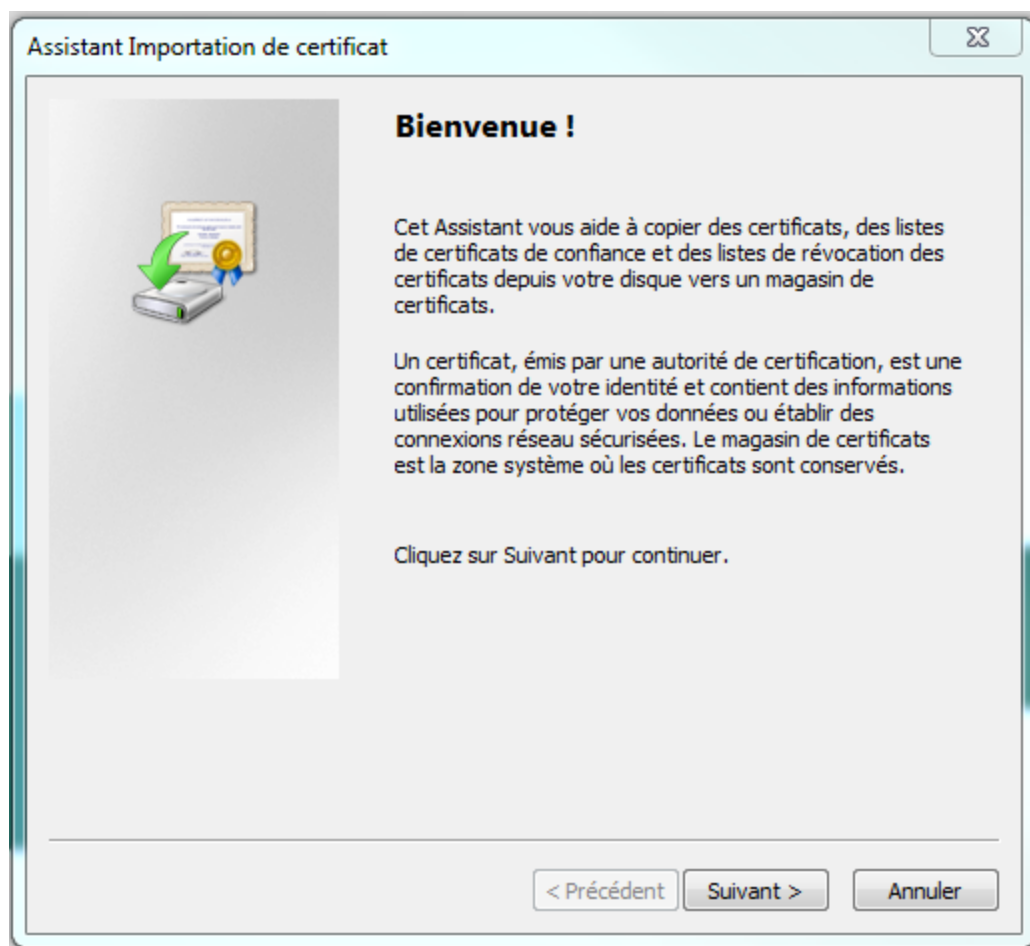 Assistant Importation de certificat
Bienvenue !
Cet Assistant vous aide à copier des certificats, des listes
de certificats de confiance et des listes de révocation des
certificats depuis votre disque vers un magasin de
certificats.
Un certificat, émis par une autorité de certification, est une
confirmation de votre identité et contient des informations
utilisées pour protéger vos données ou établir des
connexions réseau sécurisées. Le magasin de certificats
est la zone système où les certificats sont conservés.
Cliquez sur Suivant pour continuer.
< Précédent Suivant > Annuler